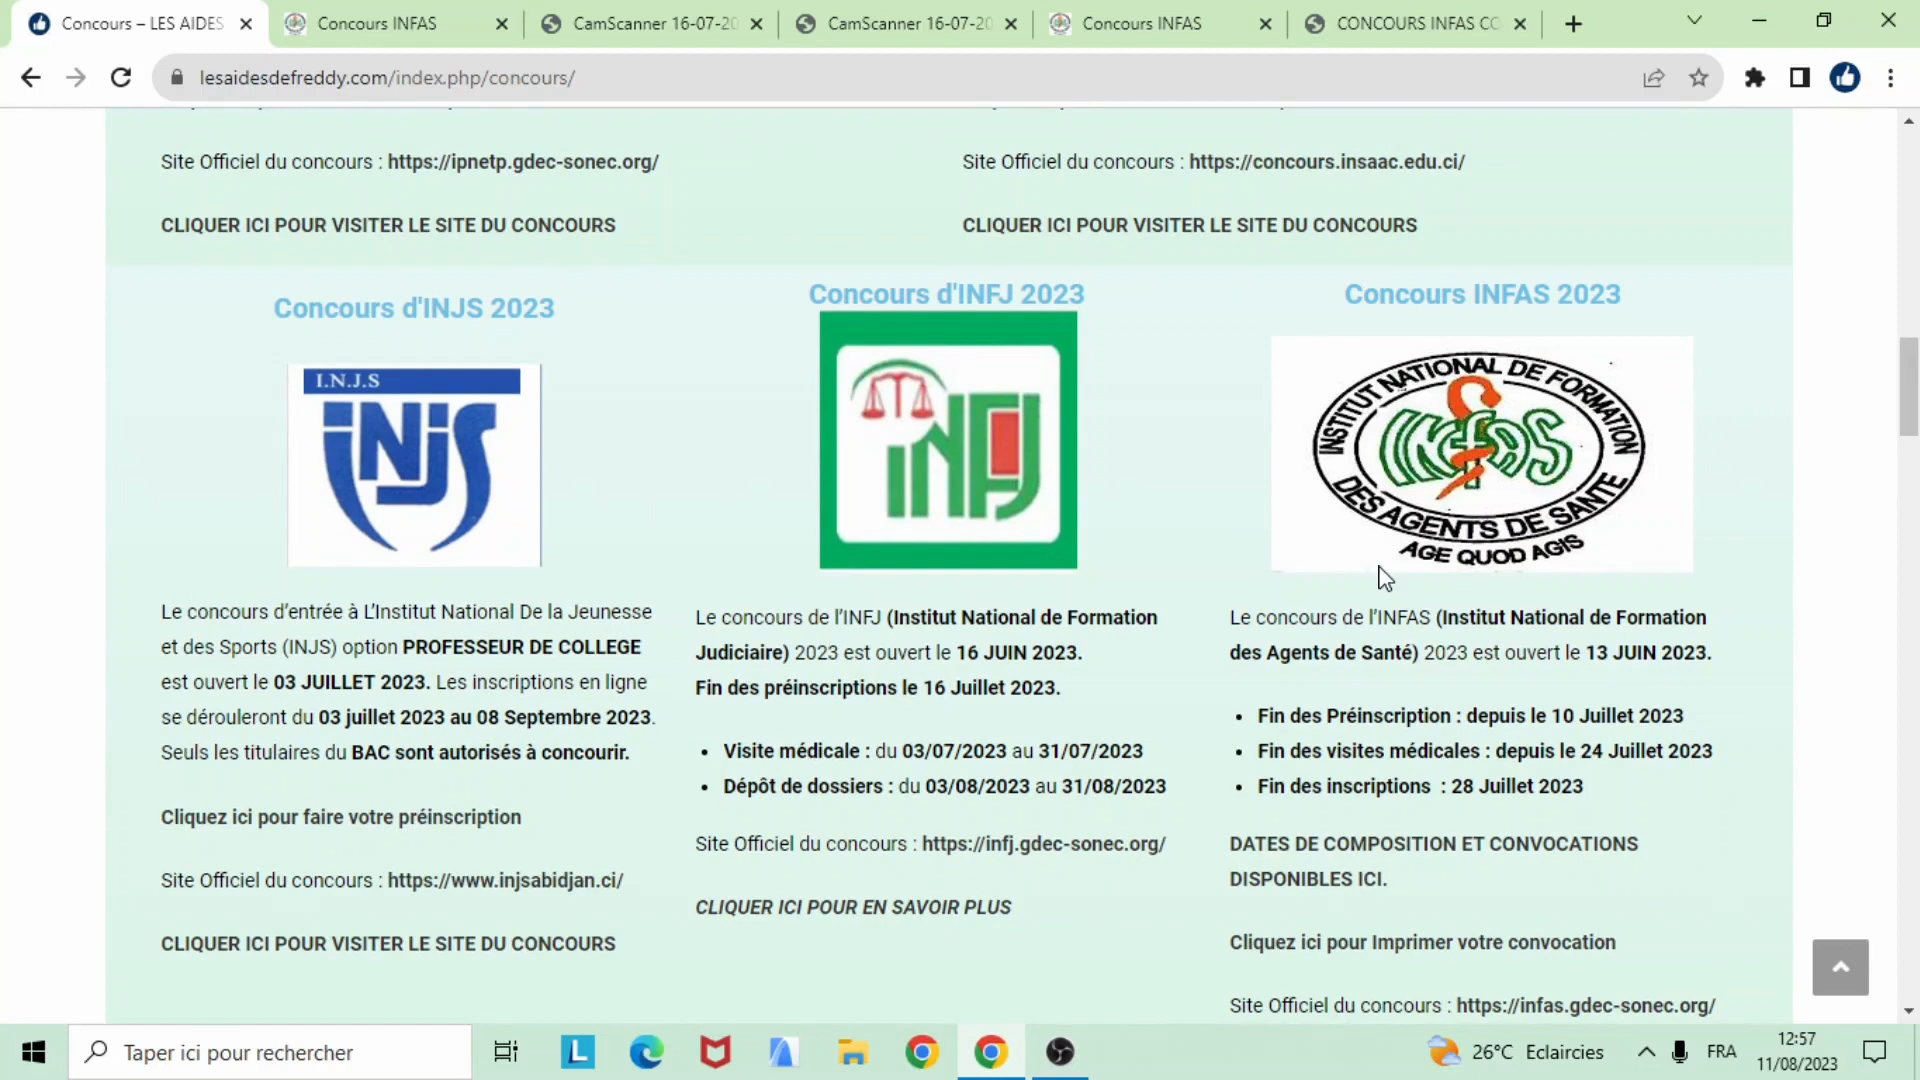 Concours – LES AIDES
Concours INFAS
CamScanner 16-07-20
CamScanner 16-07-20
Concours INFAS
CONCOURS INFAS CO
lesaidesdefreddy.com/index.php/concours/
Site Officiel du concours : https://ipnetp.gdec-sonec.org/
CLIQUER ICI POUR VISITER LE SITE DU CONCOURS
Site Officiel du concours : https://concours.insaac.edu.ci/
CLIQUER ICI POUR VISITER LE SITE DU CONCOURS
Concours d'INJS 2023
I.N.J.S
iNJS
Le concours d’entrée à L’Institut National De la Jeunesse
et des Sports (INJS) option PROFESSEUR DE COLLEGE
est ouvert le 03 JUILLET 2023. Les inscriptions en ligne
se dérouleront du 03 juillet 2023 au 08 Septembre 2023.
Seuls les titulaires du BAC sont autorisés à concourir.
Cliquez ici pour faire votre préinscription
Site Officiel du concours : https://www.injsabidjan.ci/
CLIQUER ICI POUR VISITER LE SITE DU CONCOURS
Concours d'INFJ 2023
iNFJ
Le concours de l’INFJ (Institut National de Formation
Judiciaire) 2023 est ouvert le 16 JUIN 2023.
Fin des préinscriptions le 16 Juillet 2023.
• Visite médicale : du 03/07/2023 au 31/07/2023
• Dépôt de dossiers : du 03/08/2023 au 31/08/2023
Site Officiel du concours : https://infj.gdec-sonec.org/
CLIQUER ICI POUR EN SAVOIR PLUS
Concours INFAS 2023
INSTITUT NATIONAL DE FORMATION
INFAS
DES AGENTS DE SANTE
AGE QUOD AGIS
Le concours de l’INFAS (Institut National de Formation
des Agents de Santé) 2023 est ouvert le 13 JUIN 2023.
• Fin des Préinscription : depuis le 10 Juillet 2023
• Fin des visites médicales : depuis le 24 Juillet 2023
• Fin des inscriptions : 28 Juillet 2023
DATES DE COMPOSITION ET CONVOCATIONS
DISPONIBLES ICI.
Cliquez ici pour Imprimer votre convocation
Site Officiel du concours : https://infas.gdec-sonec.org/
Taper ici pour rechercher
L
26°C Eclaircies
FRA
12:57
11/08/2023